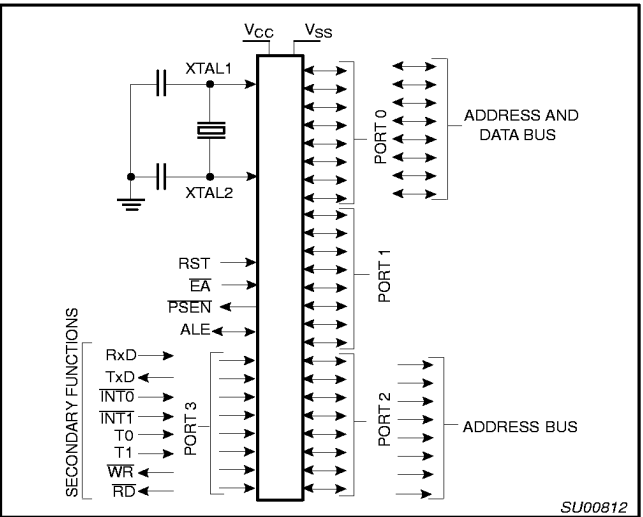 VCC
VSS
XTAL1
XTAL2
PORT 0
ADDRESS AND
DATA BUS
PORT 1
RST
EA
PSEN
ALE
SECONDARY FUNCTIONS
RxD
TxD
INT0
INT1
T0
T1
WR
RD
PORT 3
PORT 2
ADDRESS BUS
SU00812